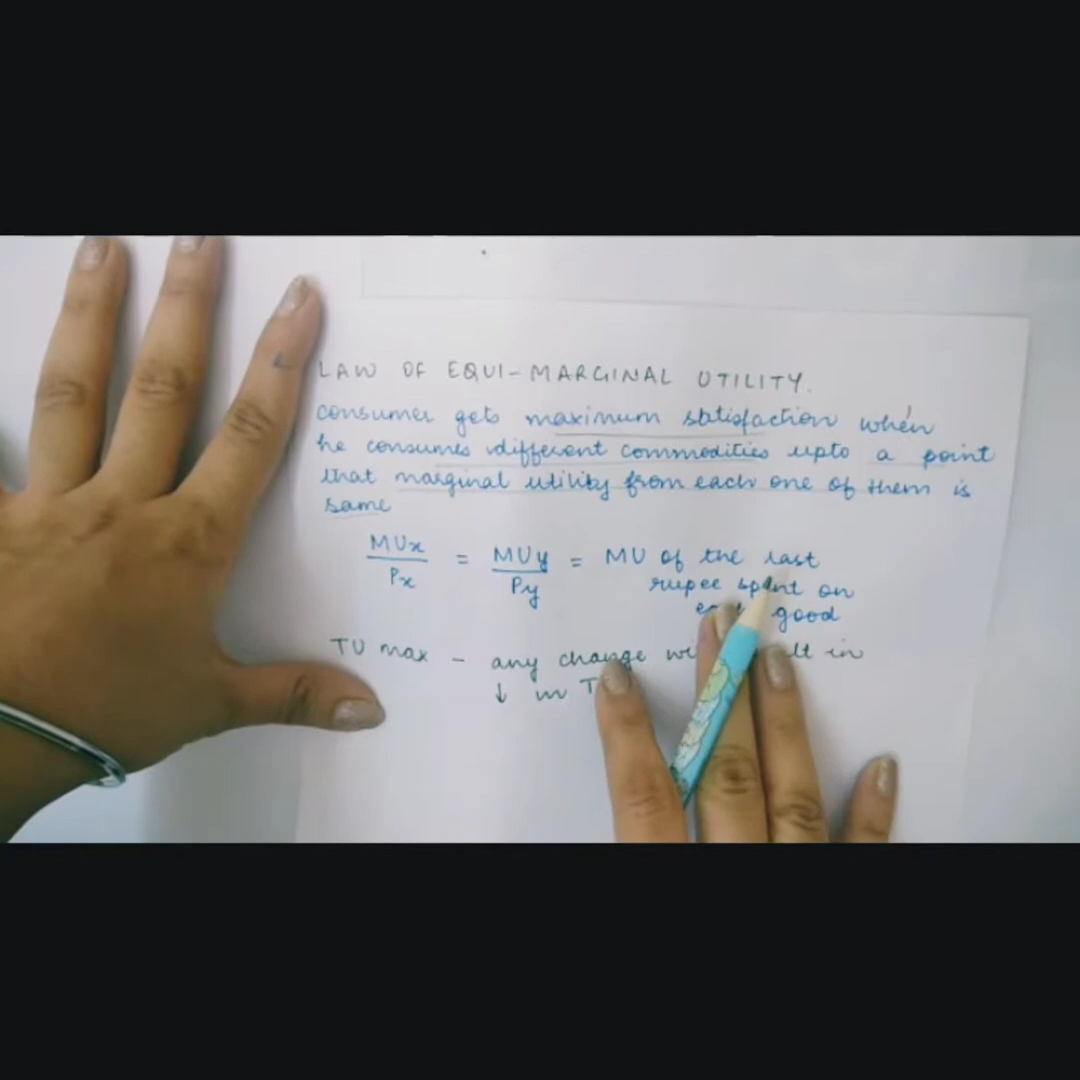 LAW OF EQUI-MARGINAL UTILITY.
consumer gets maximum satisfaction when
he consumes different commodities upto a point
that marginal utility from each one of them is
same
MUx = MUy = MU of the last
Px Py rupee spent on
good
TU max - any change in
↓ in